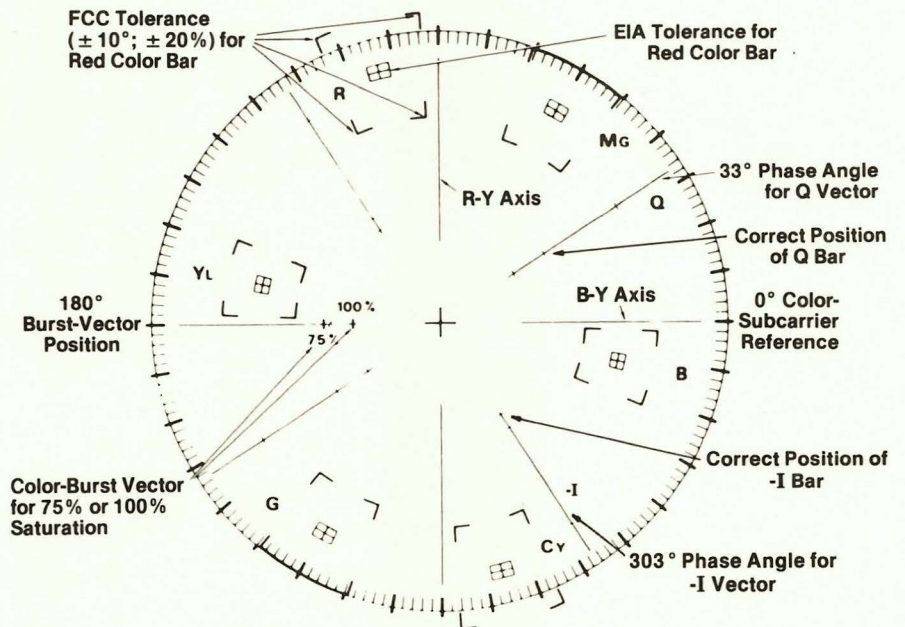 FCC Tolerance
(±10°; ±20%) for
Red Color Bar
EIA Tolerance for
Red Color Bar
R
MG
33° Phase Angle
for Q Vector
Q
R-Y Axis
Correct Position
of Q Bar
YL
B-Y Axis
180°
Burst-Vector
Position
100%
75%
0° Color-
Subcarrier
Reference
B
Color-Burst Vector
for 75% or 100%
Saturation
Correct Position of
-I Bar
G
-I
CY
303° Phase Angle for
-I Vector